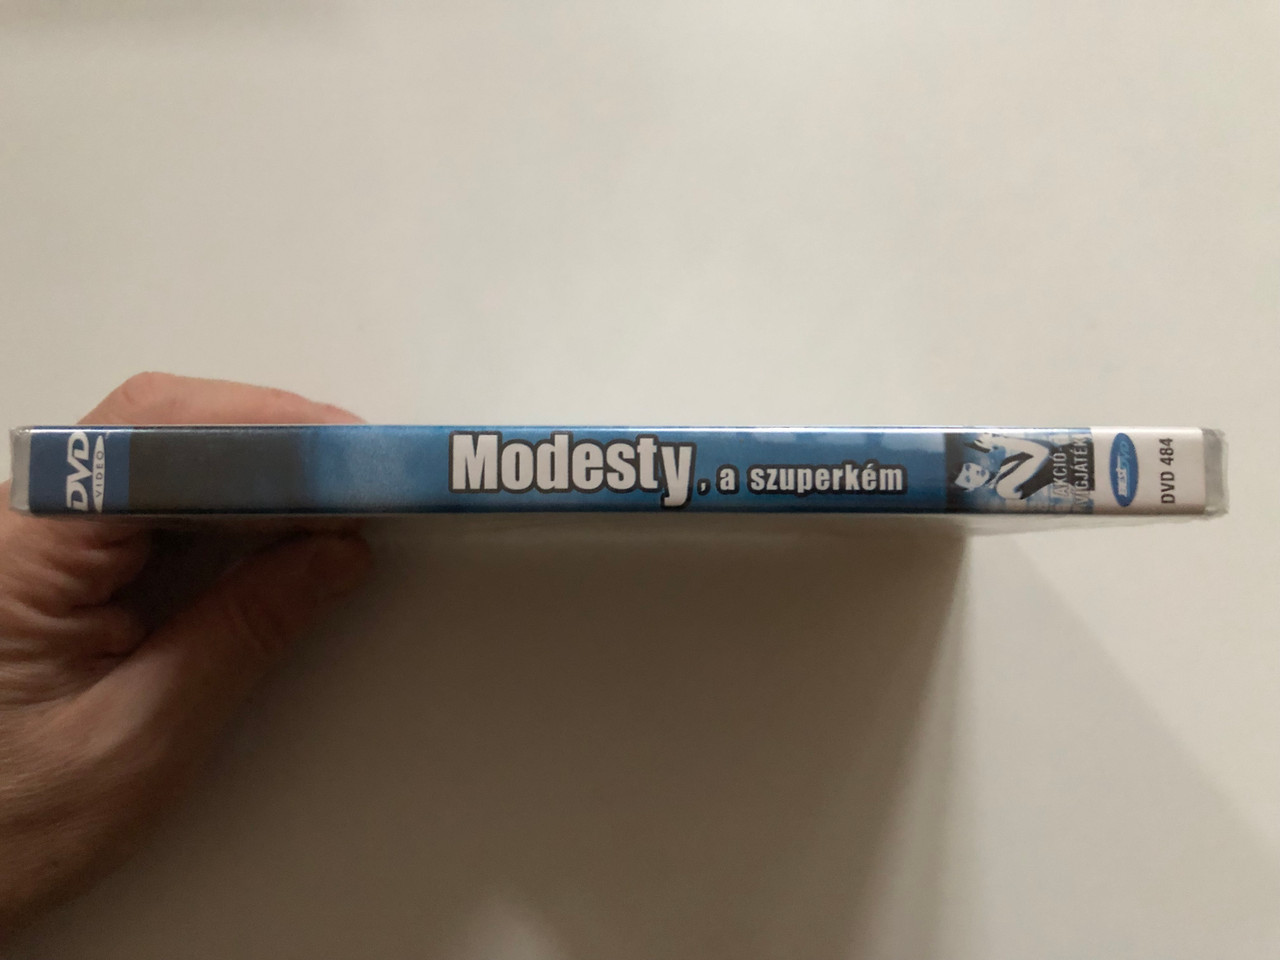 DVD
VIDEO
Modesty, a szuperkém
AKCIÓ-
VÍGJÁTÉK
DVD 484